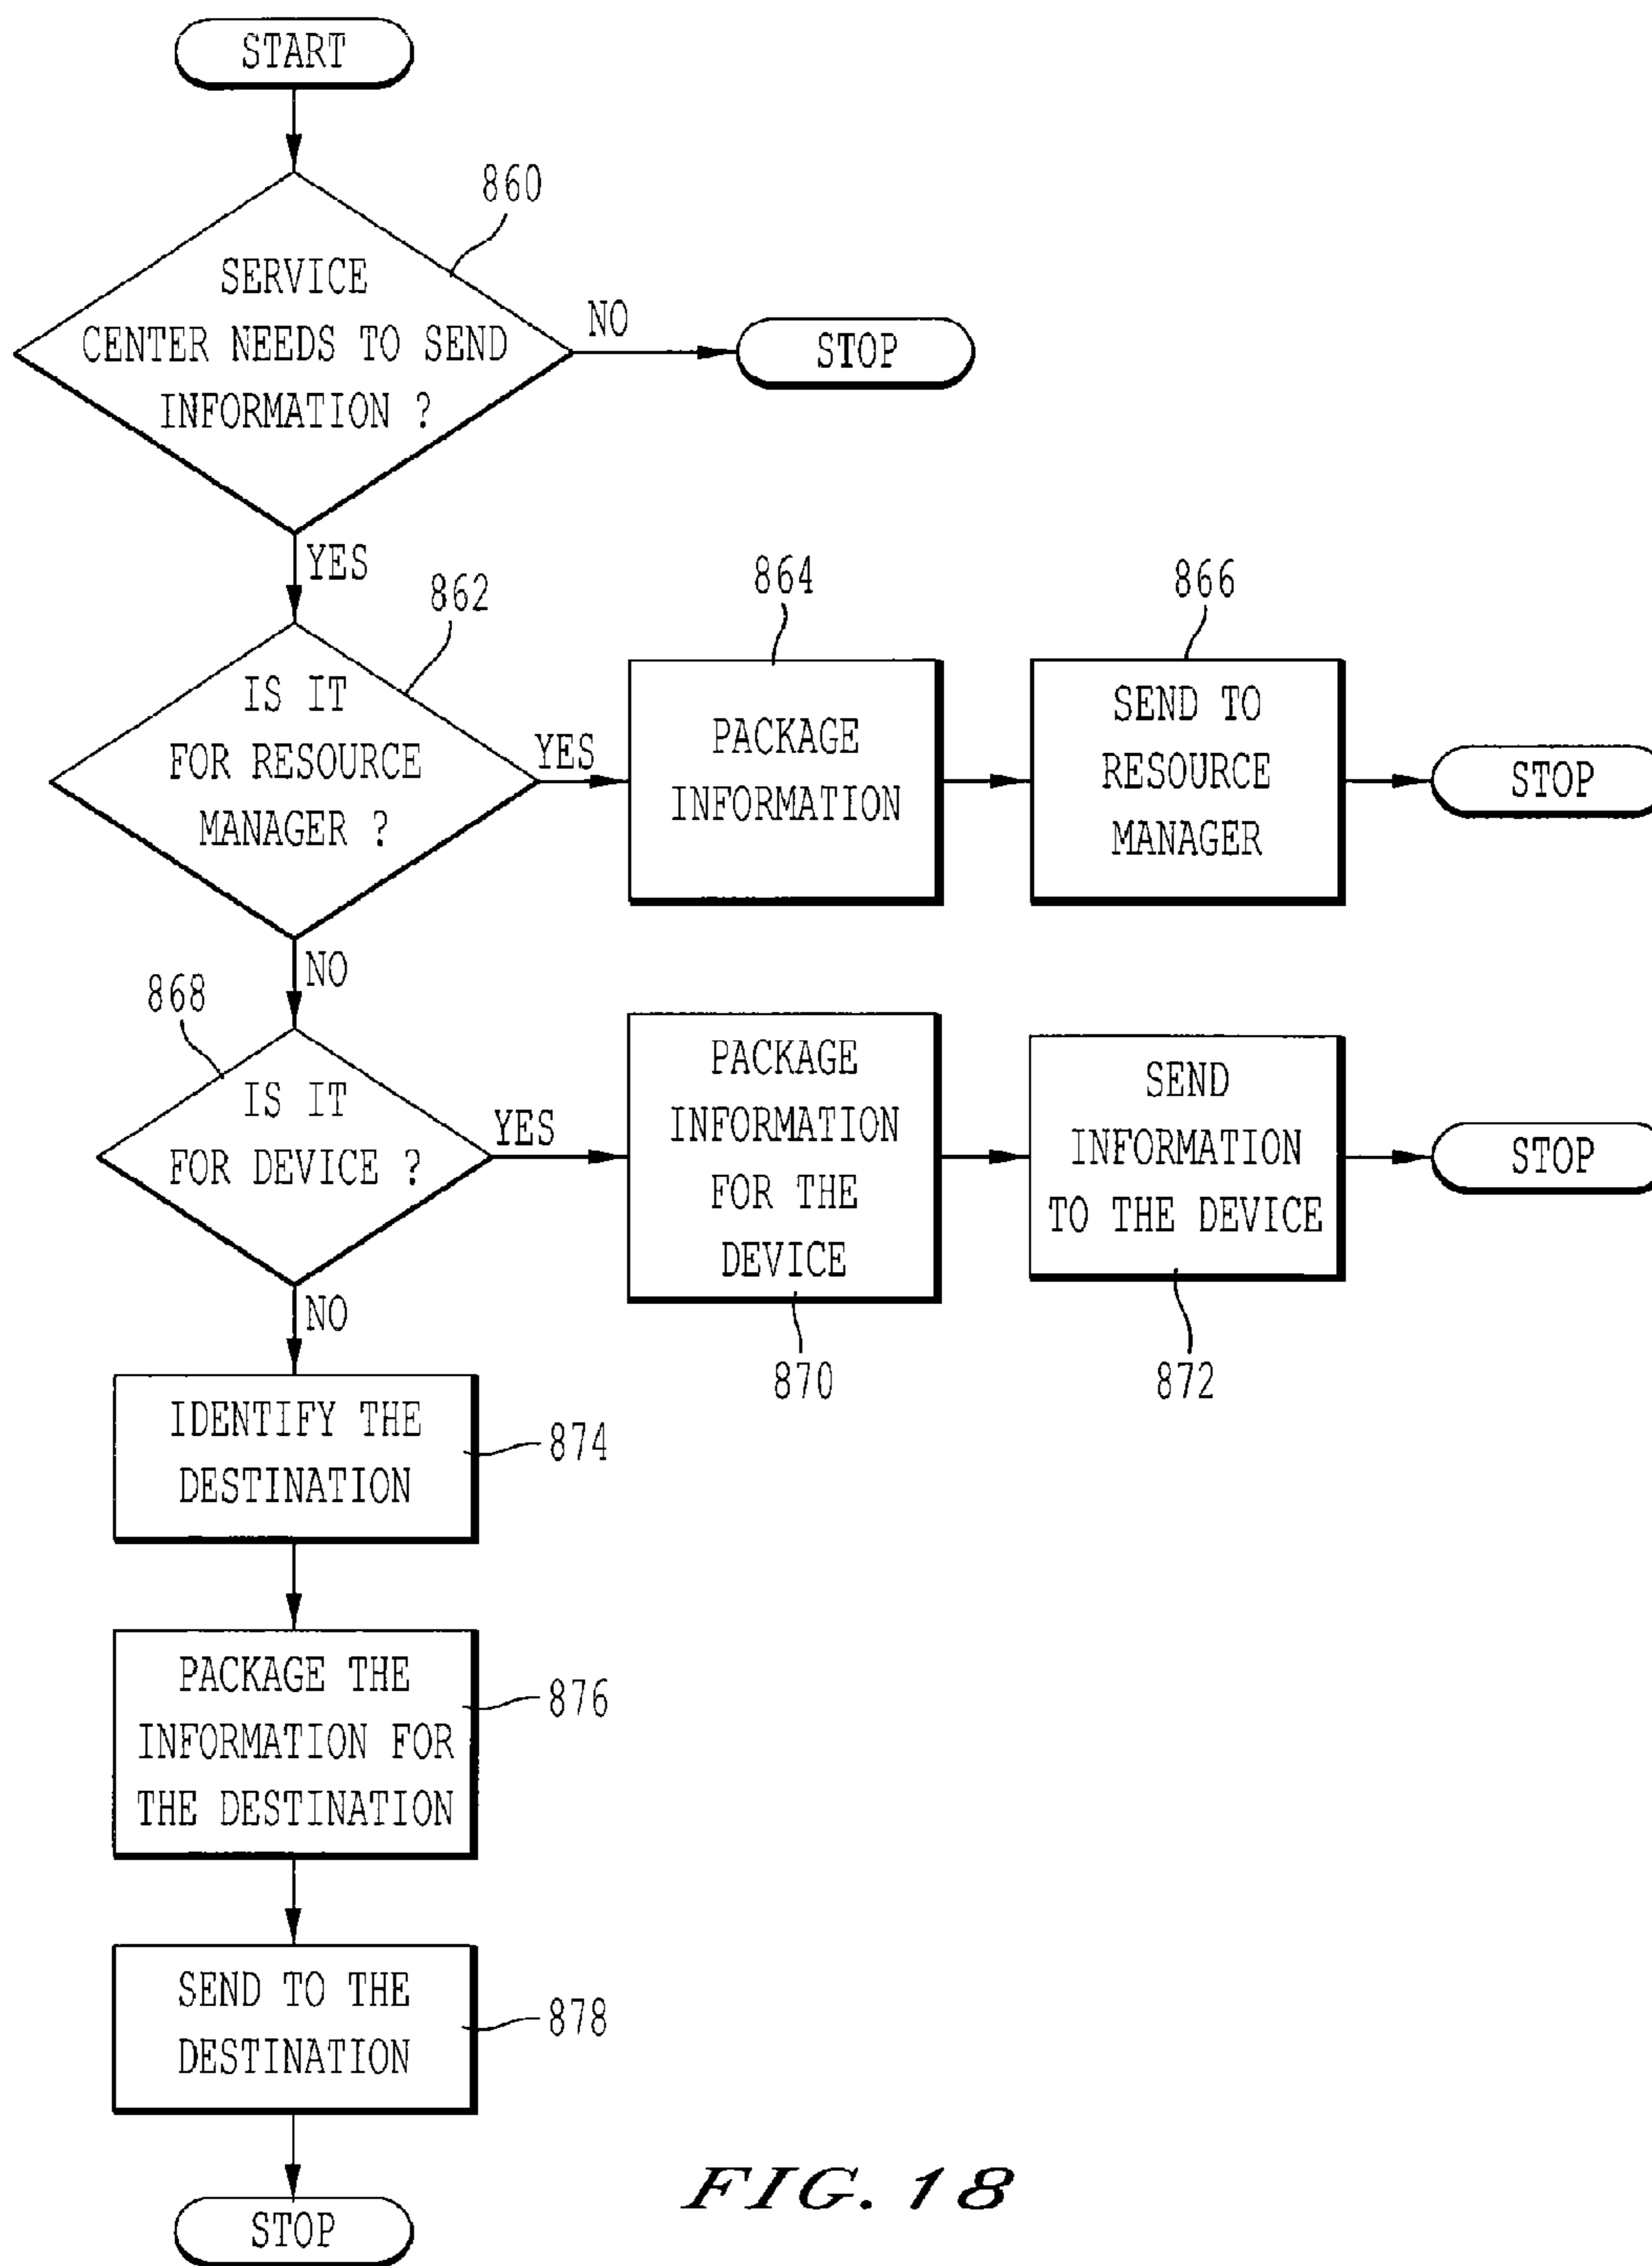 START
860
SERVICE
CENTER NEEDS TO SEND
INFORMATION ?
NO
STOP
YES
862
IS IT
FOR RESOURCE
MANAGER ?
YES
864
PACKAGE
INFORMATION
866
SEND TO
RESOURCE
MANAGER
STOP
NO
868
IS IT
FOR DEVICE ?
YES
PACKAGE
INFORMATION
FOR THE
DEVICE
870
SEND
INFORMATION
TO THE DEVICE
872
STOP
NO
IDENTIFY THE
DESTINATION
874
PACKAGE THE
INFORMATION FOR
THE DESTINATION
876
SEND TO THE
DESTINATION
878
STOP
FIG. 18